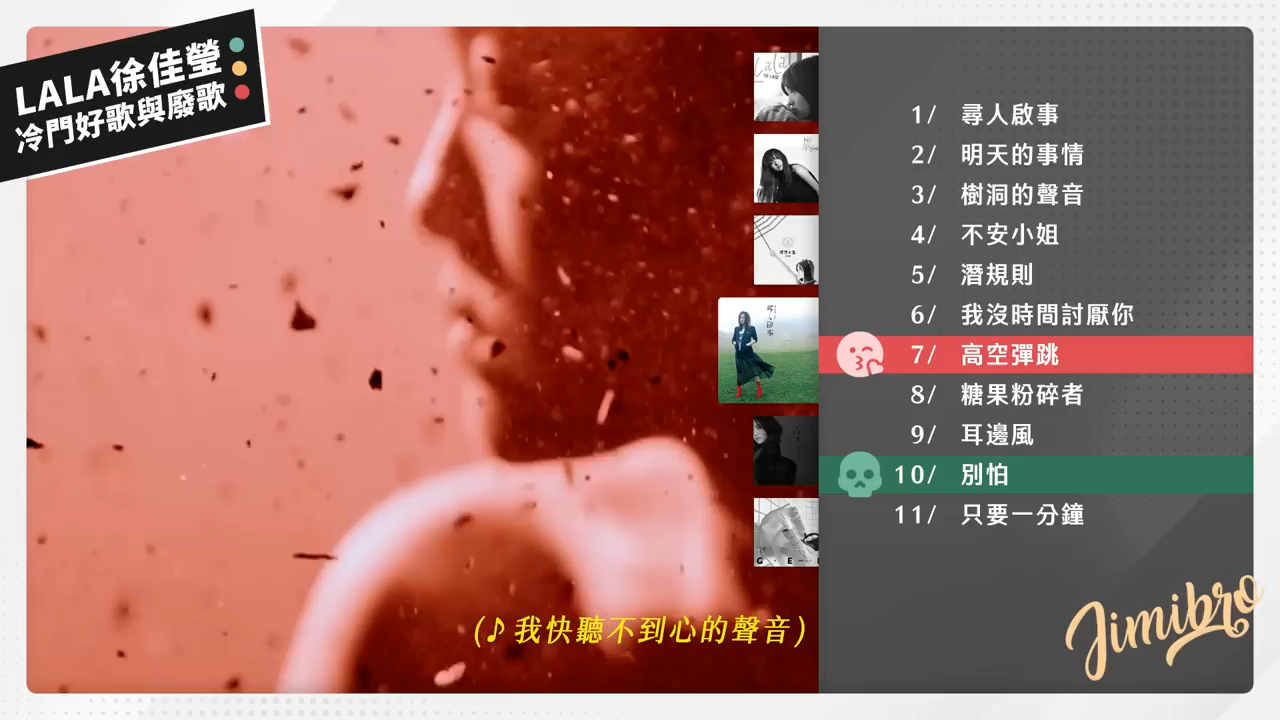 LALA徐佳瑩
冷門好歌與廢歌
1/ 尋人啟事
2/ 明天的事情
3/ 樹洞的聲音
4/ 不安小姐
5/ 潛規則
6/ 我沒時間討厭你
7/ 高空彈跳
8/ 糖果粉碎者
9/ 耳邊風
10/ 別怕
11/ 只要一分鐘
(♪ 我快聽不到心的聲音)
Jimibro